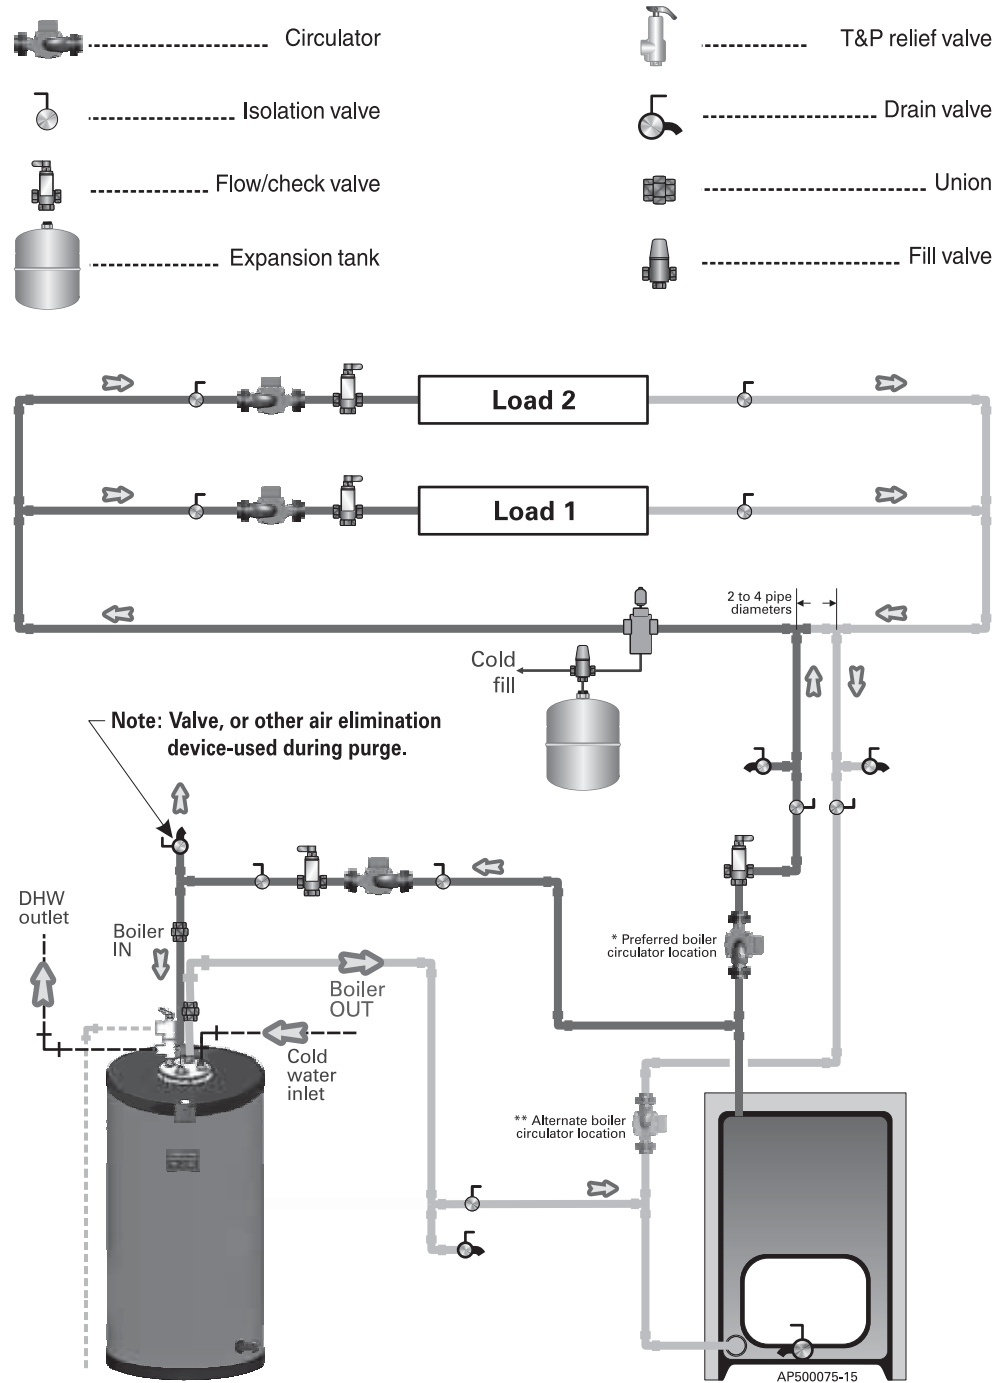 Circulator
T&P relief valve
Isolation valve
Drain valve
Flow/check valve
Union
Expansion tank
Fill valve
Load 2
Load 1
2 to 4 pipe
diameters
Cold
fill
Note: Valve, or other air elimination
device-used during purge.
DHW
outlet
Boiler
IN
* Preferred boiler
circulator location
Boiler
OUT
Cold
water
inlet
** Alternate boiler
circulator location
AP500075-15